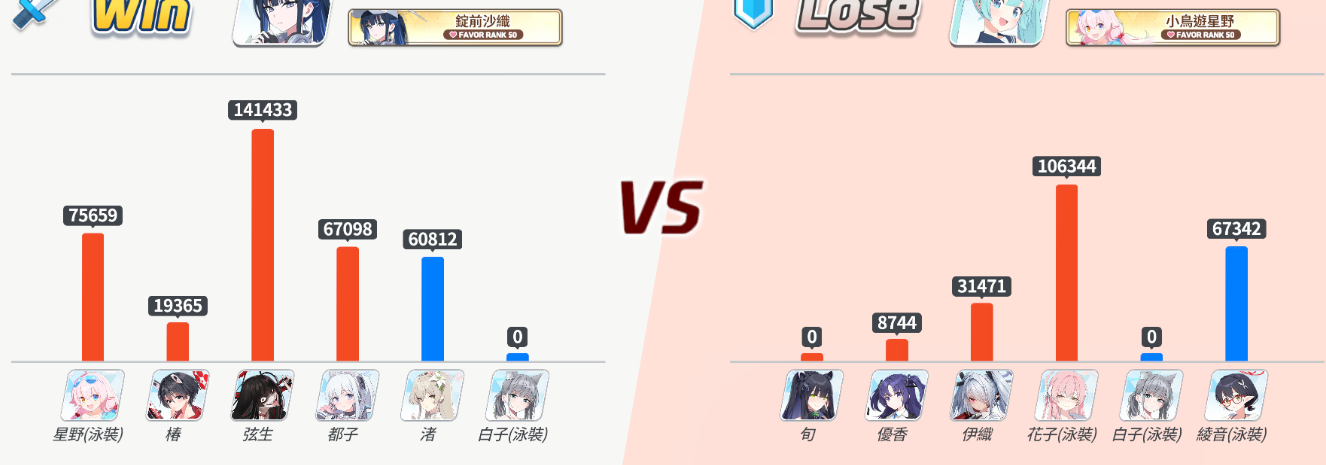 Win
錠前沙織
FAVOR RANK 50
Lose
小鳥遊星野
FAVOR RANK 50
VS
75659
19365
141433
67098
60812
0
星野(泳裝)
椿
弦生
都子
渚
白子(泳裝)
0
8744
31471
106344
0
67342
旬
優香
伊織
花子(泳裝)
白子(泳裝)
綾音(泳裝)